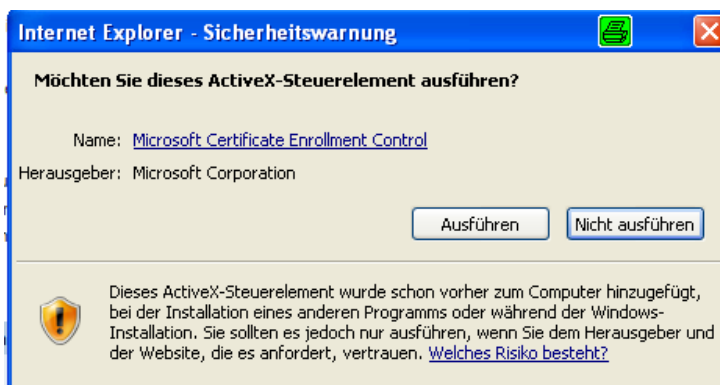 Internet Explorer - Sicherheitswarnung
Möchten Sie dieses ActiveX-Steuerelement ausführen?
Name: Microsoft Certificate Enrollment Control
Herausgeber: Microsoft Corporation
Ausführen Nicht ausführen
Dieses ActiveX-Steuerelement wurde schon vorher zum Computer hinzugefügt,
bei der Installation eines anderen Programms oder während der Windows-
Installation. Sie sollten es jedoch nur ausführen, wenn Sie dem Herausgeber und
der Website, die es anfordert, vertrauen. Welches Risiko besteht?